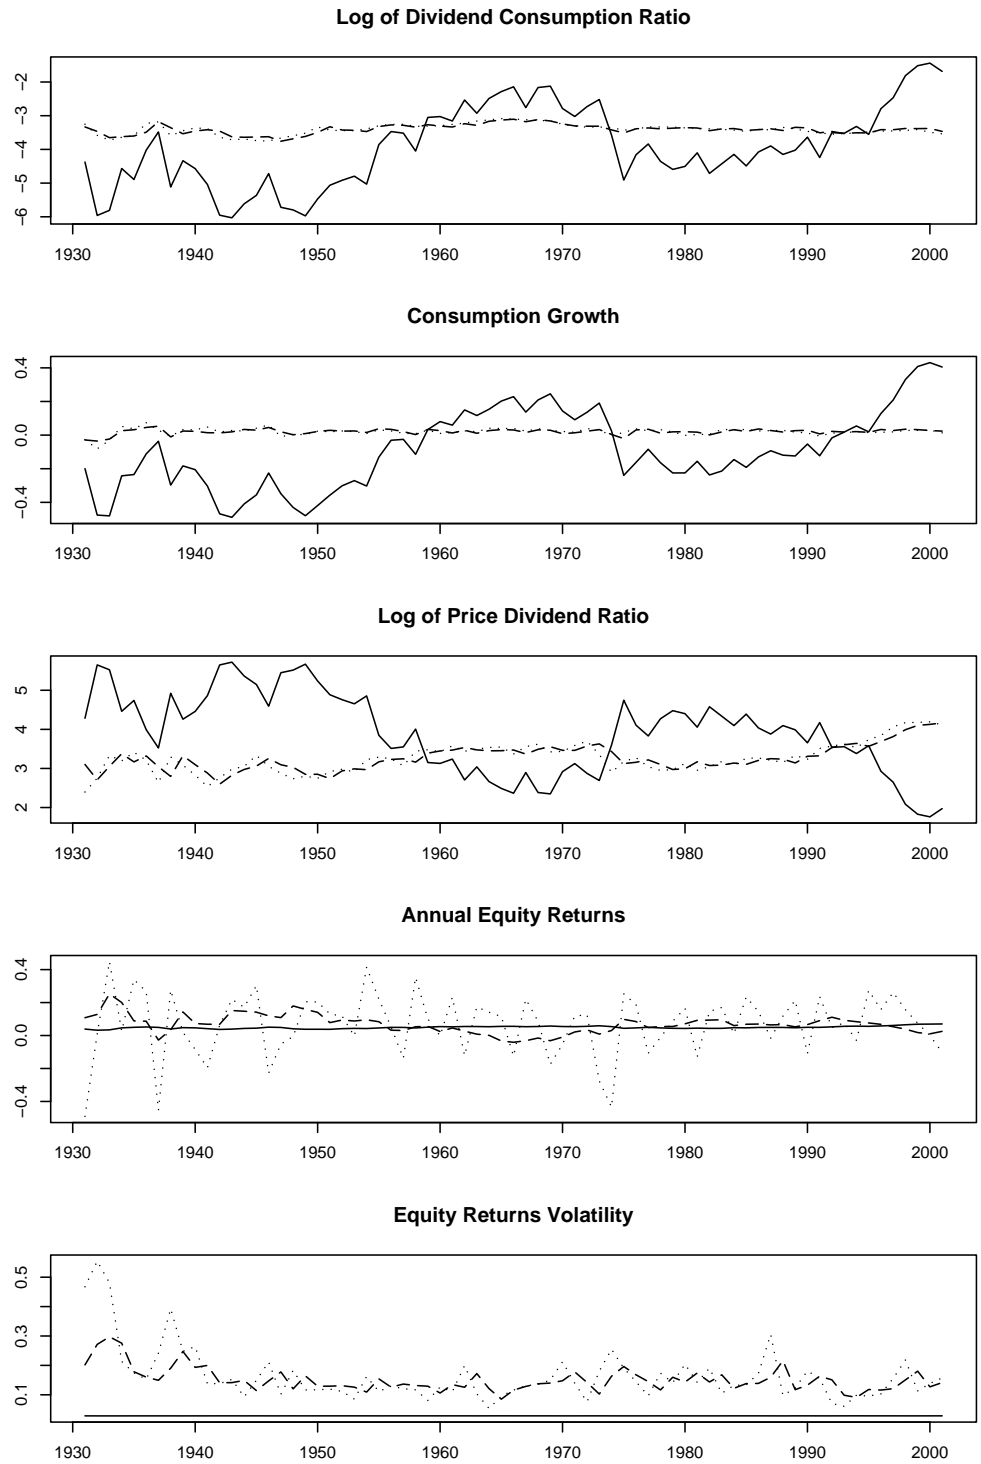 Log of Dividend Consumption Ratio
−2
−3
−4
−5
−6
1930 1940 1950 1960 1970 1980 1990 2000
Consumption Growth
0.4
0.0
−0.4
1930 1940 1950 1960 1970 1980 1990 2000
Log of Price Dividend Ratio
5
4
3
2
1930 1940 1950 1960 1970 1980 1990 2000
Annual Equity Returns
0.4
0.0
−0.4
1930 1940 1950 1960 1970 1980 1990 2000
Equity Returns Volatility
0.5
0.3
0.1
1930 1940 1950 1960 1970 1980 1990 2000